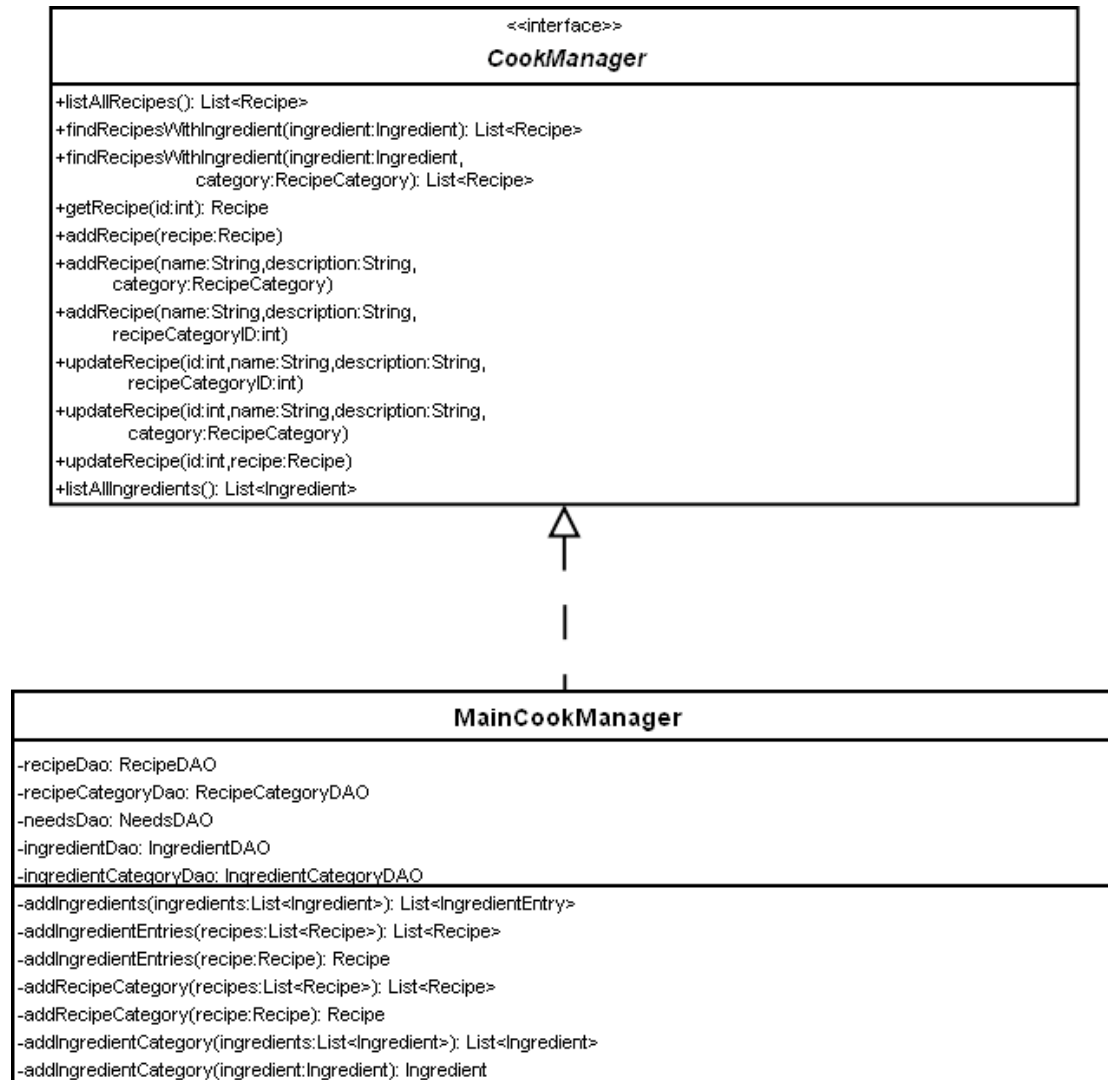 <<interface>>
CookManager
+listAllRecipes(): List<Recipe>
+findRecipesWithIngredient(ingredient:Ingredient): List<Recipe>
+findRecipesWithIngredient(ingredient:Ingredient,
category:RecipeCategory): List<Recipe>
+getRecipe(id:int): Recipe
+addRecipe(recipe:Recipe)
+addRecipe(name:String,description:String,
category:RecipeCategory)
+addRecipe(name:String,description:String,
recipeCategoryID:int)
+updateRecipe(id:int,name:String,description:String,
recipeCategoryID:int)
+updateRecipe(id:int,name:String,description:String,
category:RecipeCategory)
+updateRecipe(id:int,recipe:Recipe)
+listAllIngredients(): List<Ingredient>
MainCookManager
-recipeDao: RecipeDAO
-recipeCategoryDao: RecipeCategoryDAO
-needsDao: NeedsDAO
-ingredientDao: IngredientDAO
-ingredientCategoryDao: IngredientCategoryDAO
-addIngredients(ingredients:List<Ingredient>): List<IngredientEntry>
-addIngredientEntries(recipes:List<Recipe>): List<Recipe>
-addIngredientEntries(recipe:Recipe): Recipe
-addRecipeCategory(recipes:List<Recipe>): List<Recipe>
-addRecipeCategory(recipe:Recipe): Recipe
-addIngredientCategory(ingredients:List<Ingredient>): List<Ingredient>
-addIngredientCategory(ingredient:Ingredient): Ingredient